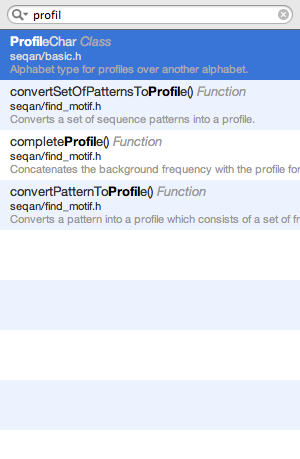 profil
ProfileChar Class
seqan/basic.h
Alphabet type for profiles over another alphabet.
convertSetOfPatternsToProfile() Function
seqan/find_motif.h
Converts a set of sequence patterns into a profile.
completeProfile() Function
seqan/find_motif.h
Concatenates the background frequency with the profile for
convertPatternToProfile() Function
seqan/find_motif.h
Converts a pattern into a profile which consists of a set of fr